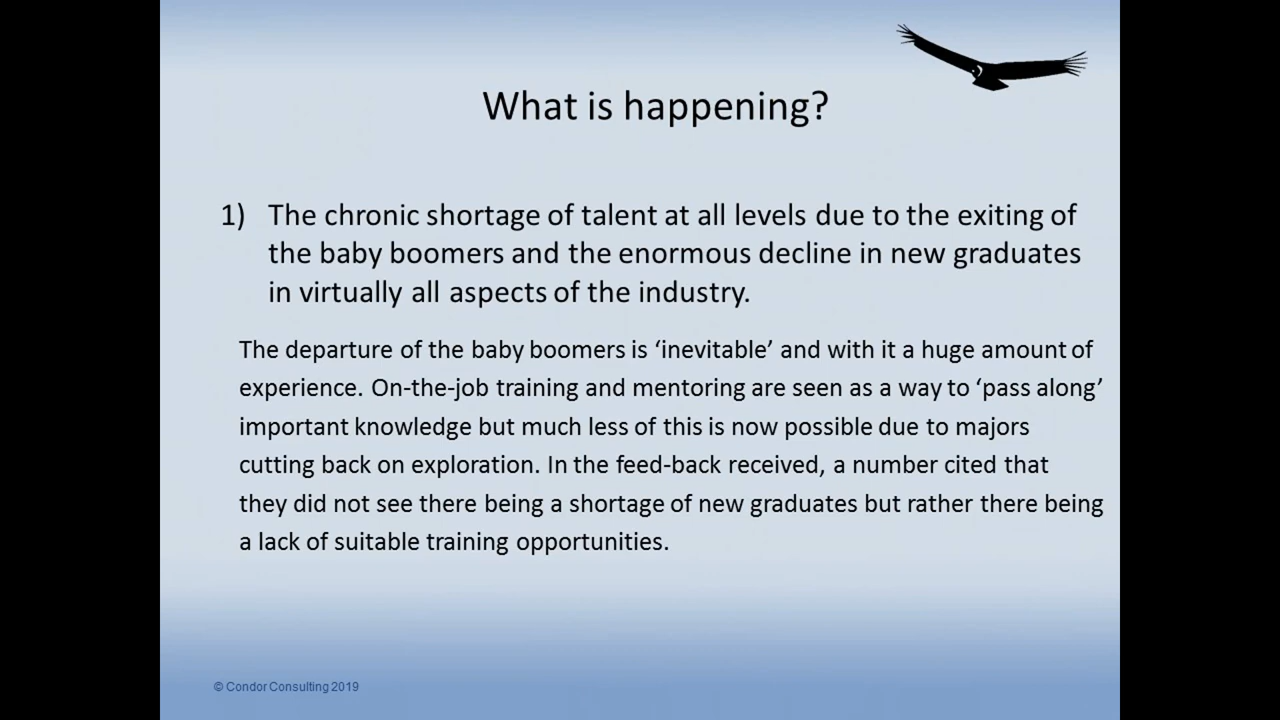 What is happening?
1) The chronic shortage of talent at all levels due to the exiting of
the baby boomers and the enormous decline in new graduates
in virtually all aspects of the industry.
The departure of the baby boomers is ‘inevitable’ and with it a huge amount of
experience. On-the-job training and mentoring are seen as a way to ‘pass along’
important knowledge but much less of this is now possible due to majors
cutting back on exploration. In the feed-back received, a number cited that
they did not see there being a shortage of new graduates but rather there being
a lack of suitable training opportunities.
© Condor Consulting 2019